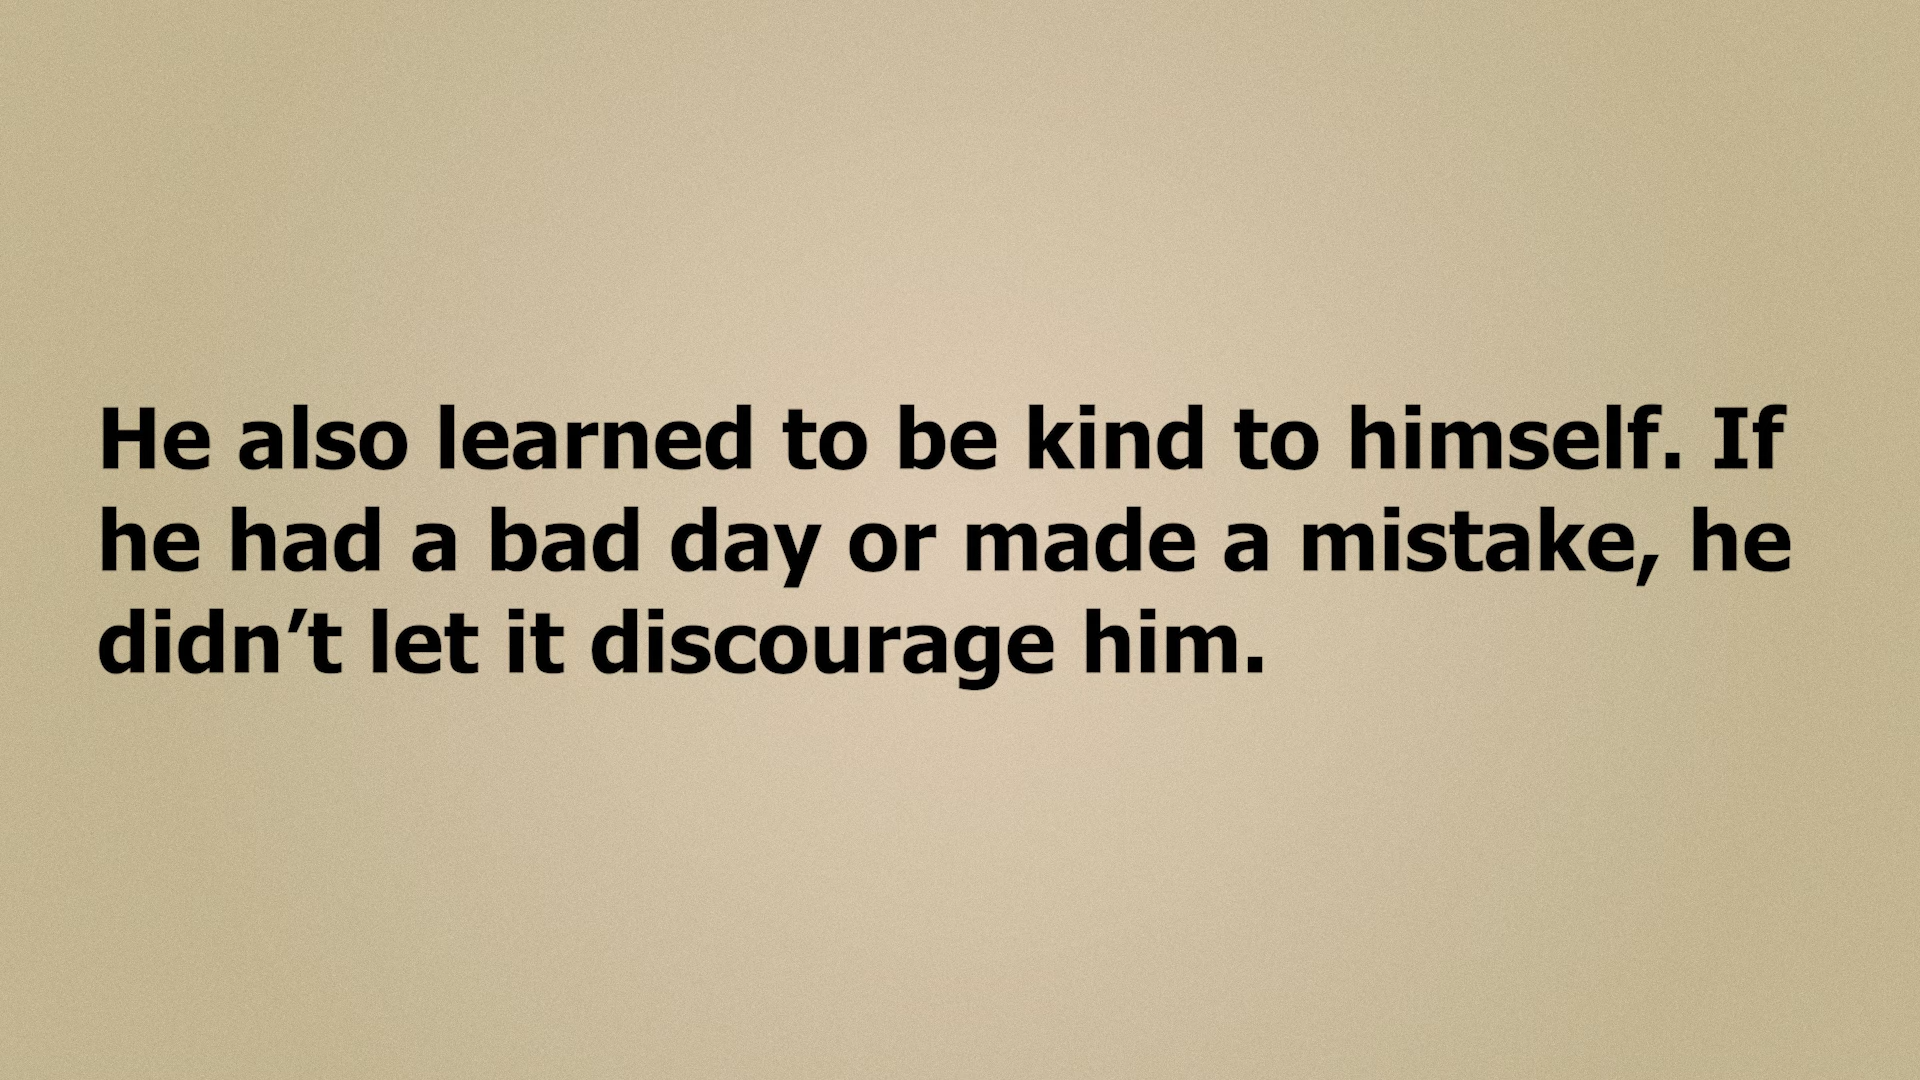 He also learned to be kind to himself. If
he had a bad day or made a mistake, he
didn’t let it discourage him.